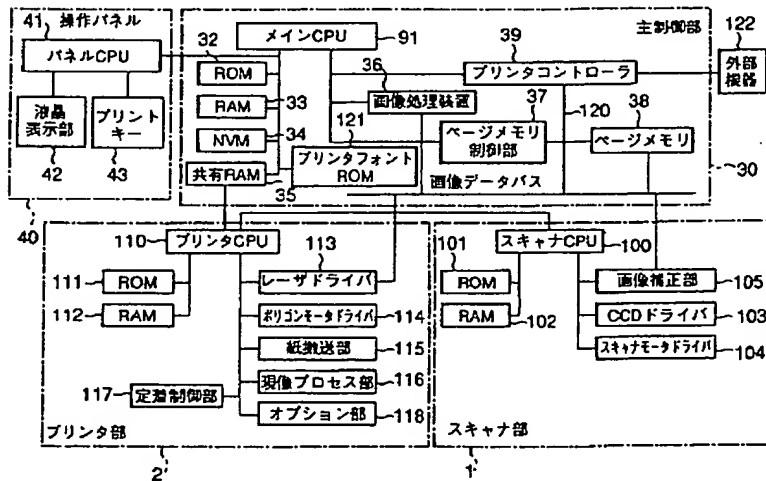 41
操作パネル
パネルCPU
液晶
表示部
42
プリント
キー
43
40
主制御部
メインCPU
91
32
ROM
RAM
33
NVM
34
共有RAM
35
121
プリンタフォント
ROM
36
画像処理装置
37
ページメモリ
制御部
39
プリンタコントローラ
120
38
ページメモリ
画像データバス
30
122
外部
機器
110
プリンタCPU
111
ROM
112
RAM
113
レーザドライバ
ポリゴンモータドライバ
114
紙搬送部
115
現像プロセス部
116
117
定着制御部
オプション部
118
プリンタ部
2
スキャナCPU
100
101
ROM
RAM
102
画像補正部
105
CCDドライバ
103
スキャナモータドライバ
104
スキャナ部
1